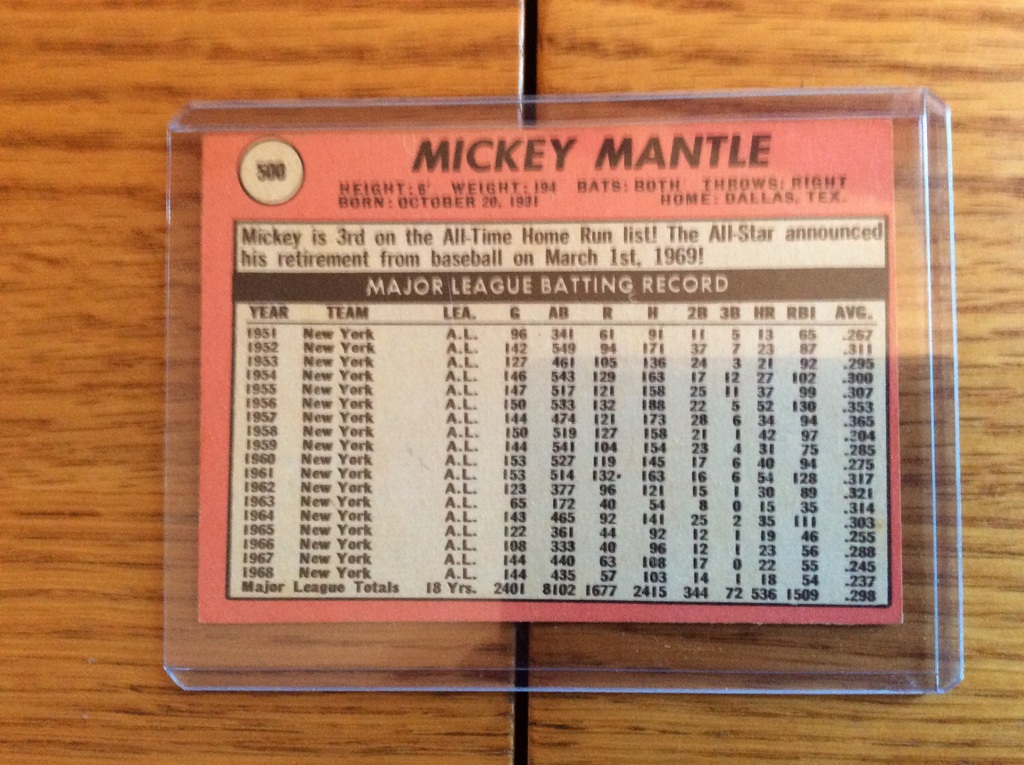 500
MICKEY MANTLE
HEIGHT: 6' WEIGHT: 194 BATS: BOTH THROWS: RIGHT
BORN: OCTOBER 20, 1931 HOME: DALLAS, TEX.
Mickey is 3rd on the All-Time Home Run list! The All-Star announced
his retirement from baseball on March 1st, 1969!
MAJOR LEAGUE BATTING RECORD
YEAR TEAM LEA. G AB R H 2B 3B HR RBI AVG.
1951 New York A.L. 96 341 61 91 11 5 13 65 .267
1952 New York A.L. 142 549 94 171 37 7 23 87 .311
1953 New York A.L. 127 461 105 136 24 3 21 92 .295
1954 New York A.L. 146 543 129 163 17 12 27 102 .300
1955 New York A.L. 147 517 121 158 25 11 37 99 .307
1956 New York A.L. 150 533 132 188 22 5 52 130 .353
1957 New York A.L. 144 474 121 173 28 6 34 94 .365
1958 New York A.L. 150 519 127 158 21 1 42 97 .304
1959 New York A.L. 144 541 104 154 23 4 31 75 .285
1960 New York A.L. 153 527 119 145 17 6 40 94 .275
1961 New York A.L. 153 514 132• 163 16 6 54 128 .317
1962 New York A.L. 123 377 96 121 15 1 30 89 .321
1963 New York A.L. 65 172 40 54 8 0 15 35 .314
1964 New York A.L. 143 465 92 141 25 2 35 111 .303
1965 New York A.L. 122 361 44 92 12 1 19 46 .255
1966 New York A.L. 108 333 40 96 12 1 23 56 .288
1967 New York A.L. 144 440 63 108 17 0 22 55 .245
1968 New York A.L. 144 435 57 103 14 1 18 54 .237
Major League Totals 18 Yrs. 2401 8102 1677 2415 344 72 536 1509 .298